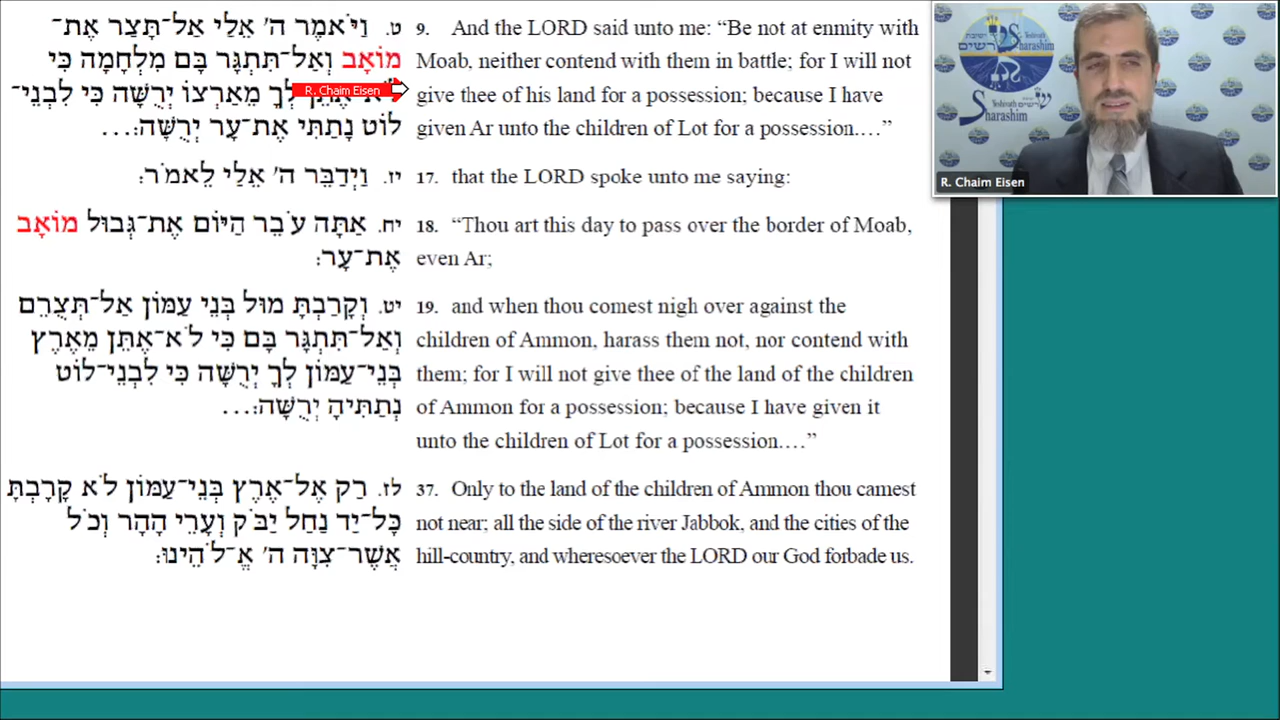 ט. וַיֹּאמֶר ה׳ אֵלַי אַל־תָּצַר אֶת־
מוֹאָב וְאַל־תִּתְגָּר בָּם מִלְחָמָה כִּי
לְךָ מֵאַרְצוֹ יְרֻשָּׁה כִּי לִבְנֵי־
לוֹט נָתַתִּי אֶת־עָר יְרֻשָּׁה:...
יז. וַיְדַבֵּר ה׳ אֵלַי לֵאמֹר:
יח. אַתָּה עֹבֵר הַיּוֹם אֶת־גְּבוּל מוֹאָב
אֶת־עָר:
יט. וְקָרַבְתָּ מוּל בְּנֵי עַמּוֹן אַל־תְּצֻרֵם
וְאַל־תִּתְגָּר בָּם כִּי לֹא־אֶתֵּן מֵאֶרֶץ
בְּנֵי־עַמּוֹן לְךָ יְרֻשָּׁה כִּי לִבְנֵי־לוֹט
נְתַתִּיהָ יְרֻשָּׁה:...
לז. רַק אֶל־אֶרֶץ בְּנֵי־עַמּוֹן לֹא קָרָבְתָּ
כָּל־יַד נַחַל יַבֹּק וְעָרֵי הָהָר וְכֹל
אֲשֶׁר־צִוָּה ה׳ אֱ־לֹהֵינוּ:
R. Chaim Eisen
9. And the LORD said unto me: “Be not at enmity with
Moab, neither contend with them in battle; for I will not
give thee of his land for a possession; because I have
given Ar unto the children of Lot for a possession.…”
17. that the LORD spoke unto me saying:
18. “Thou art this day to pass over the border of Moab,
even Ar;
19. and when thou comest nigh over against the
children of Ammon, harass them not, nor contend with
them; for I will not give thee of the land of the children
of Ammon for a possession; because I have given it
unto the children of Lot for a possession.…”
37. Only to the land of the children of Ammon thou camest
not near; all the side of the river Jabbok, and the cities of the
hill-country, and wheresoever the LORD our God forbade us.
ישיבת
שרשים
Yeshivath
Sharashim
R. Chaim Eisen